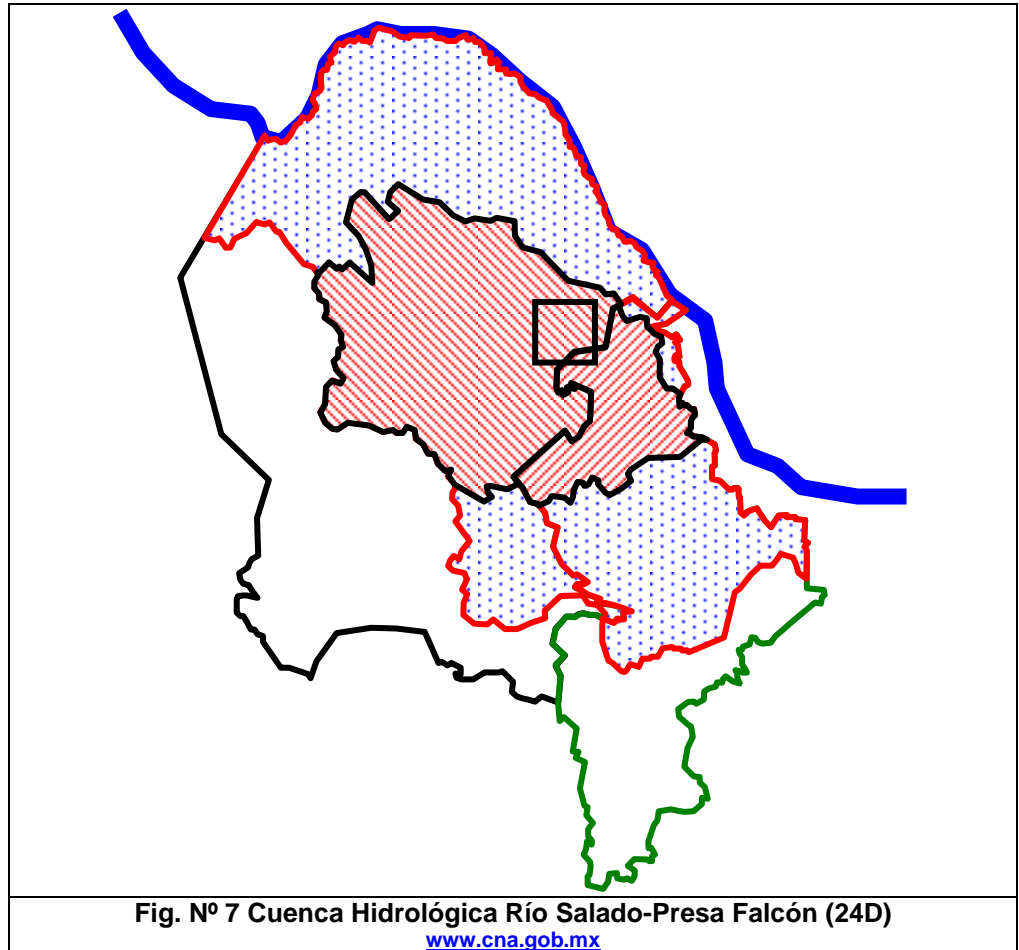 Fig. Nº 7 Cuenca Hidrológica Río Salado-Presa Falcón (24D)
www.cna.gob.mx